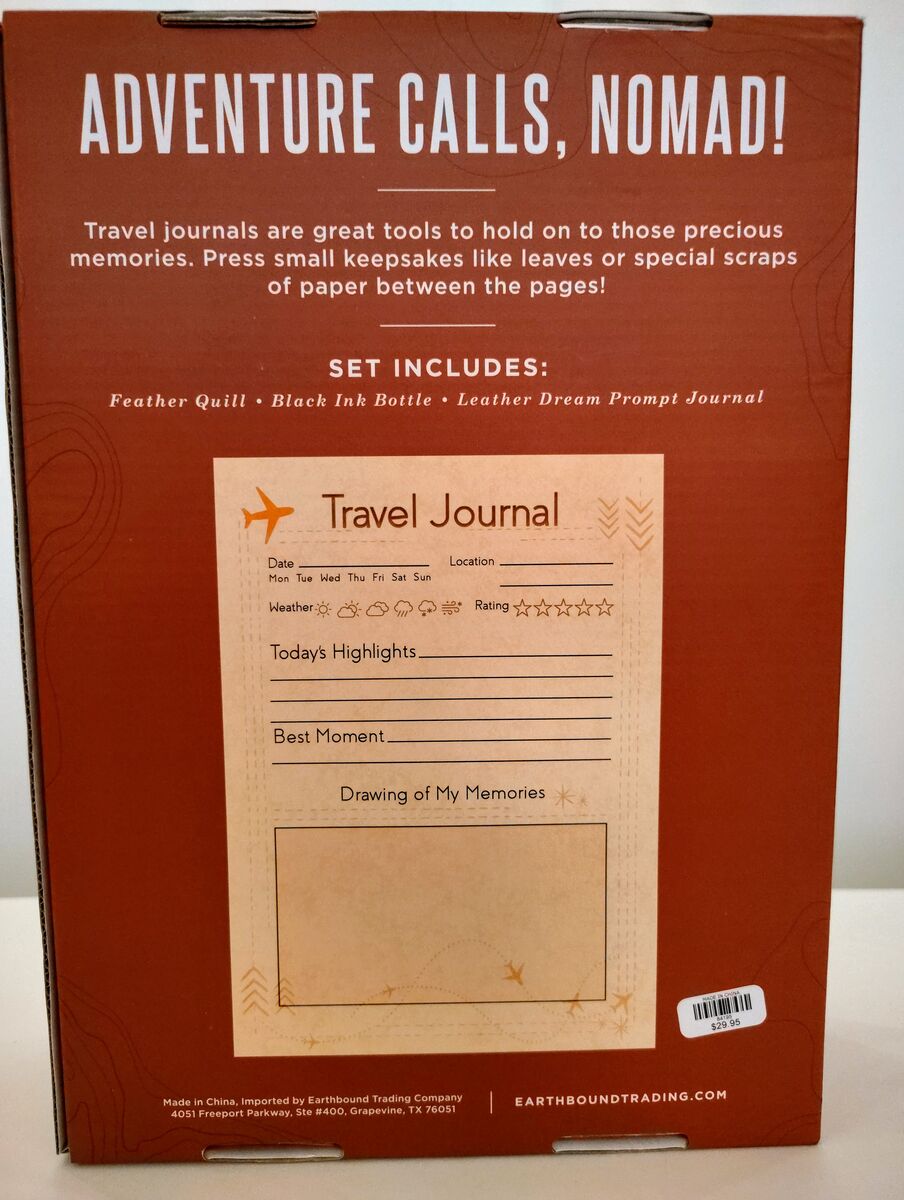 ADVENTURE CALLS, NOMAD!
Travel journals are great tools to hold on to those precious
memories. Press small keepsakes like leaves or special scraps
of paper between the pages!
SET INCLUDES:
Feather Quill • Black Ink Bottle • Leather Dream Prompt Journal
Travel Journal
Date Location
Mon Tue Wed Thu Fri Sat Sun
Weather Rating
Today's Highlights
Best Moment
Drawing of My Memories
MADE IN CHINA
$29.95
Made in China, Imported by Earthbound Trading Company
4051 Freeport Parkway, Ste #400, Grapevine, TX 76051
EARTHBOUNDTRADING.COM